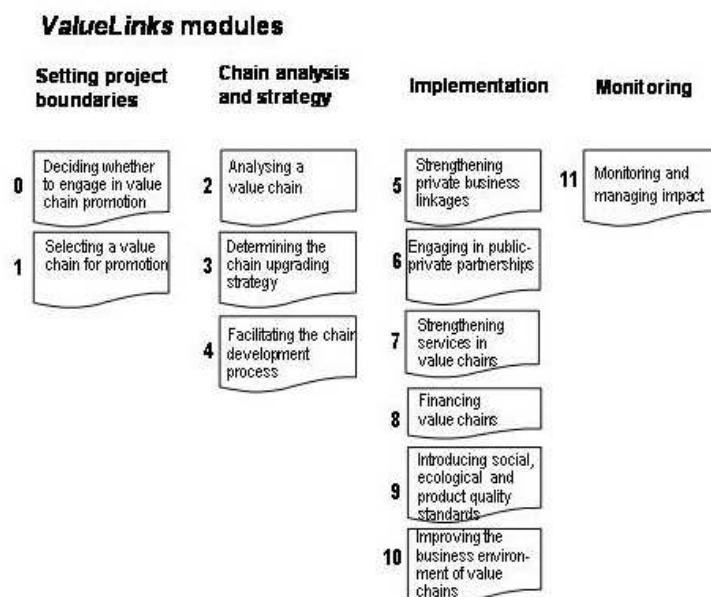 ValueLinks modules
Setting project
boundaries
0
Deciding whether
to engage in value
chain promotion
1
Selecting a value
chain for promotion
Chain analysis
and strategy
2
Analysing a
value chain
3
Determining the
chain upgrading
strategy
4
Facilitating the chain
development
process
Implementation
5
Strengthening
private business
linkages
6
Engaging in public-
private partnerships
7
Strengthening
services in
value chains
8
Financing
value chains
9
Introducing social,
ecological and
product quality
standards
10
Improving the
business environ-
ment of value
chains
Monitoring
11
Monitoring and
managing impact